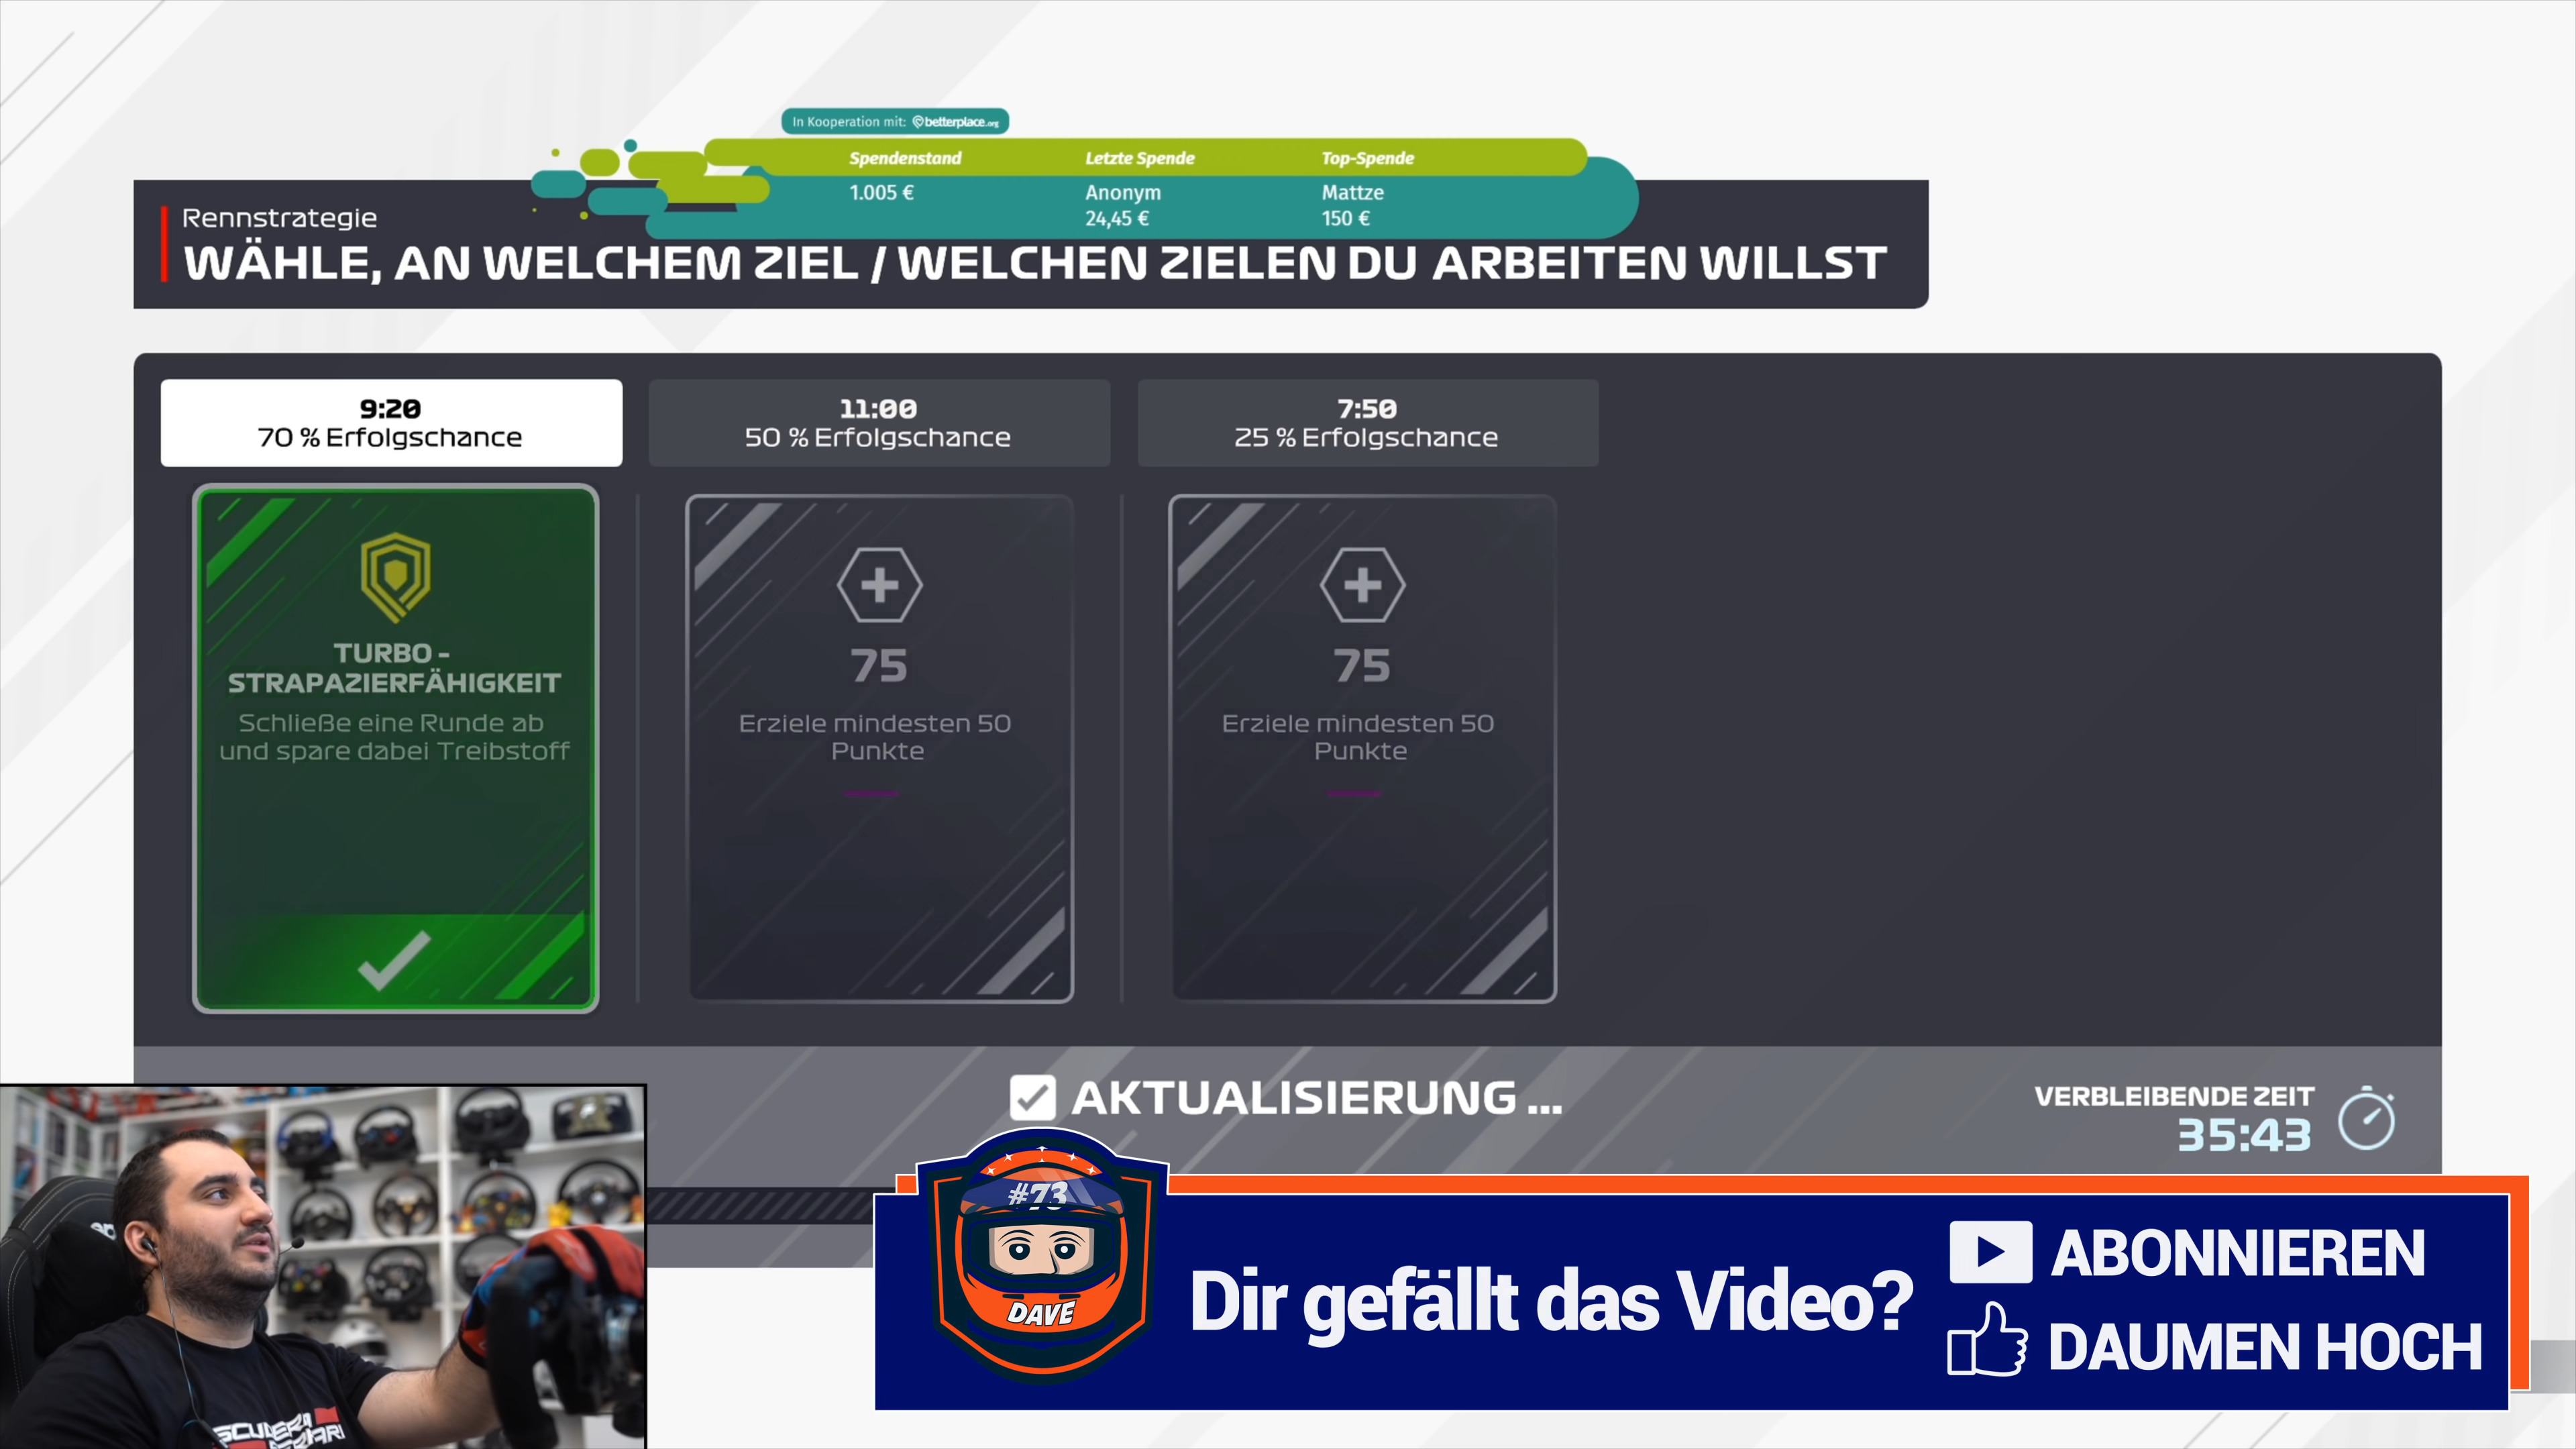 In Kooperation mit: betterplace.org
Spendenstand Letzte Spende Top-Spende
1.005 € Anonym Mattze
24,45 € 150 €
Rennstrategie
WÄHLE, AN WELCHEM ZIEL / WELCHEN ZIELEN DU ARBEITEN WILLST
9:20
70 % Erfolgschance
11:00
50 % Erfolgschance
7:50
25 % Erfolgschance
TURBO -
STRAPAZIERFÄHIGKEIT
Schließe eine Runde ab
und spare dabei Treibstoff
75
Erziele mindesten 50
Punkte
75
Erziele mindesten 50
Punkte
AKTUALISIERUNG ...
VERBLEIBENDE ZEIT
35:43
#73
DAVE
Dir gefällt das Video?
ABONNIEREN
DAUMEN HOCH